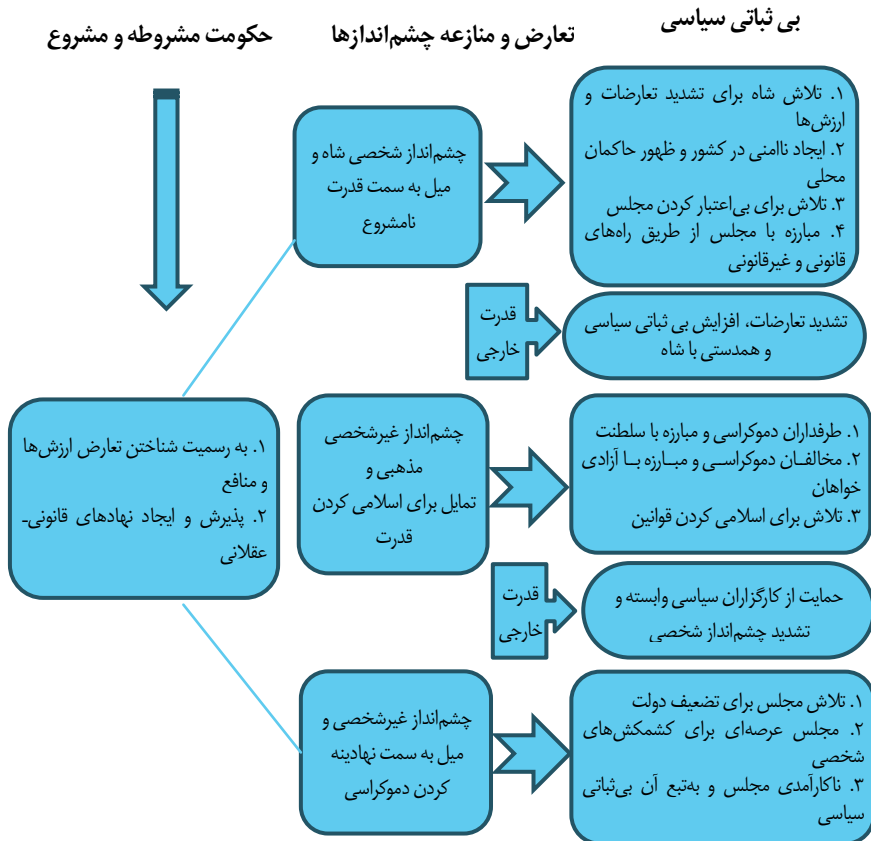 حکومت مشروطه و مشروع
تعارض و منازعه چشم‌اندازها
بی ثباتی سیاسی
۱. به رسمیت شناختن تعارض ارزش‌ها
و منافع
۲. پذیرش و ایجاد نهادهای قانونی-
عقلانی
چشم‌انداز شخصی شاه و
میل به سمت قدرت
نامشروع
۱. تلاش شاه برای تشدید تعارضات و
ارزش‌ها
۲. ایجاد ناامنی در کشور و ظهور حاکمان
محلی
۳. تلاش برای بی‌اعتبار کردن مجلس
۴. مبارزه با مجلس از طریق راه‌های
قانونی و غیرقانونی
قدرت
خارجی
تشدید تعارضات، افزایش بی ثباتی سیاسی
و همدستی با شاه
چشم‌انداز غیرشخصی
مذهبی و
تمایل برای اسلامی کردن
قدرت
۱. طرفداران دموکراسی و مبارزه با سلطنت
۲. مخالفان دموکراسی و مبارزه با آزادی
خواهان
۳. تلاش برای اسلامی کردن قوانین
قدرت
خارجی
حمایت از کارگزاران سیاسی وابسته و
تشدید چشم‌انداز شخصی
چشم‌انداز غیرشخصی و
میل به سمت نهادینه
کردن دموکراسی
۱. تلاش مجلس برای تضعیف دولت
۲. مجلس عرصه‌ای برای کشمکش‌های
شخصی
۳. ناکارآمدی مجلس و به‌تبع آن بی‌ثباتی
سیاسی